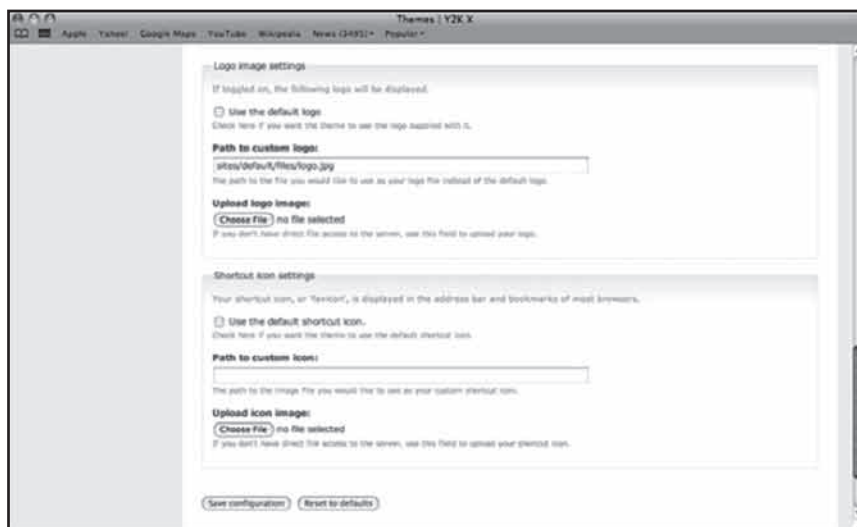 Themes | Y2K X
Apple Yahoo! Google Maps YouTube Wikipedia News (3495) Popular
Logo image settings
If toggled on, the following logo will be displayed.
Use the default logo
Check here if you want the theme to use the logo supplied with it.
Path to custom logo:
sites/default/files/logo.jpg
The path to the file you would like to use as your logo file instead of the default logo.
Upload logo image:
Choose File no file selected
If you don't have direct file access to the server, use this field to upload your logo.
Shortcut icon settings
Your shortcut icon, or 'favicon', is displayed in the address bar and bookmarks of most browsers.
Use the default shortcut icon.
Check here if you want the theme to use the default shortcut icon.
Path to custom icon:
The path to the image file you would like to use as your custom shortcut icon.
Upload icon image:
Choose File no file selected
If you don't have direct file access to the server, use this field to upload your shortcut icon.
Save configuration Reset to defaults